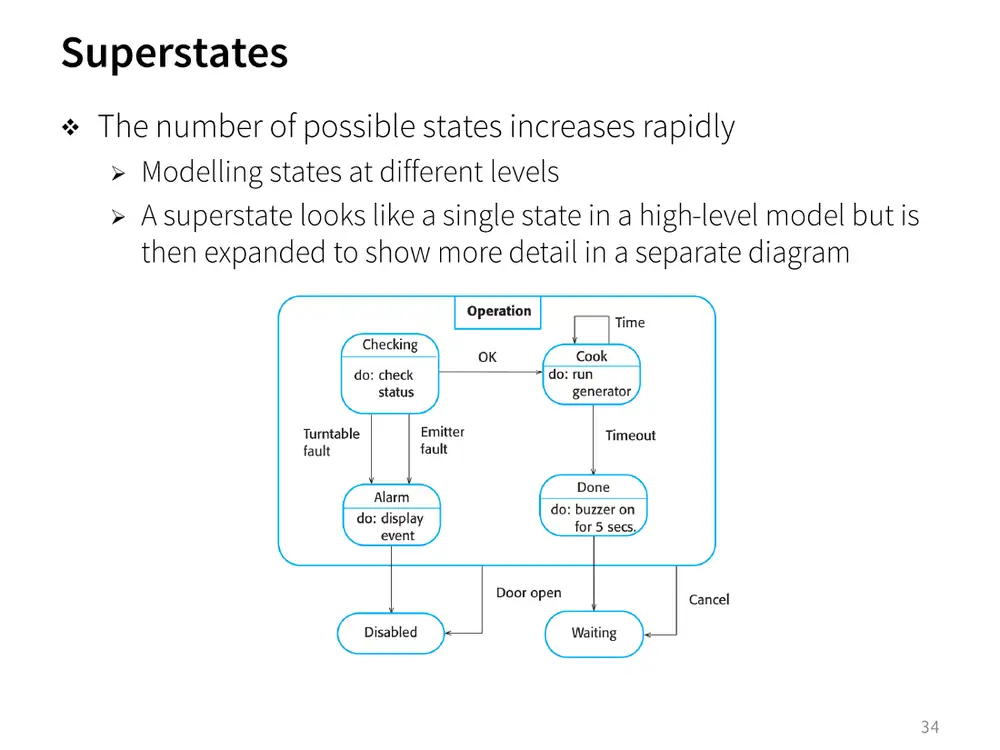 Superstates
❖ The number of possible states increases rapidly
➢ Modelling states at different levels
➢ A superstate looks like a single state in a high-level model but is
then expanded to show more detail in a separate diagram
Operation
Time
Checking
do: check
status
OK
Cook
do: run
generator
Turntable
fault
Emitter
fault
Timeout
Alarm
do: display
event
Done
do: buzzer on
for 5 secs.
Door open
Cancel
Disabled
Waiting
34